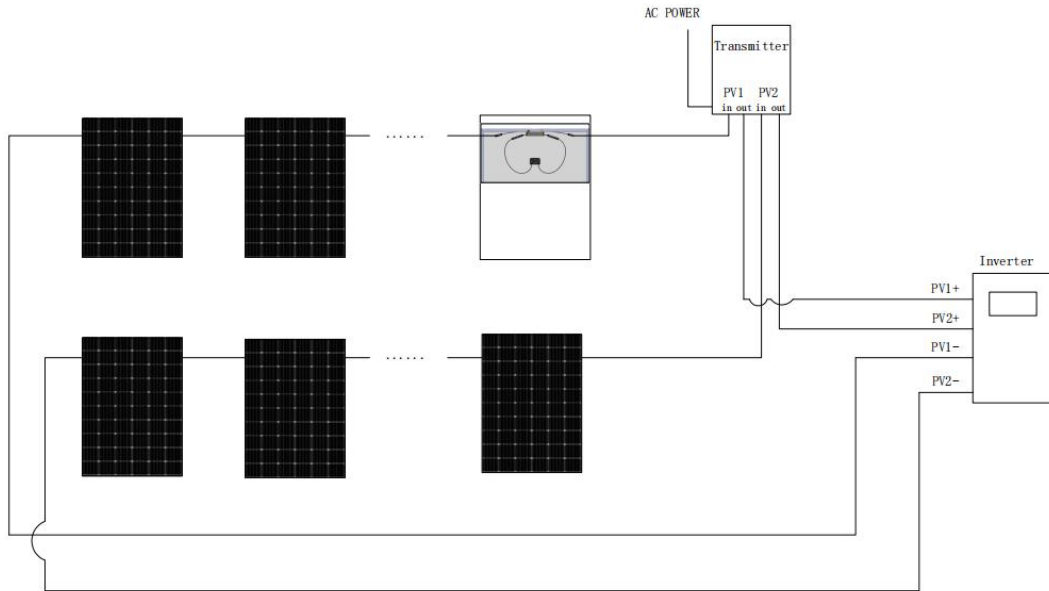 AC POWER
Transmitter
PV1 PV2
in out in out
......
......
Inverter
PV1+
PV2+
PV1-
PV2-